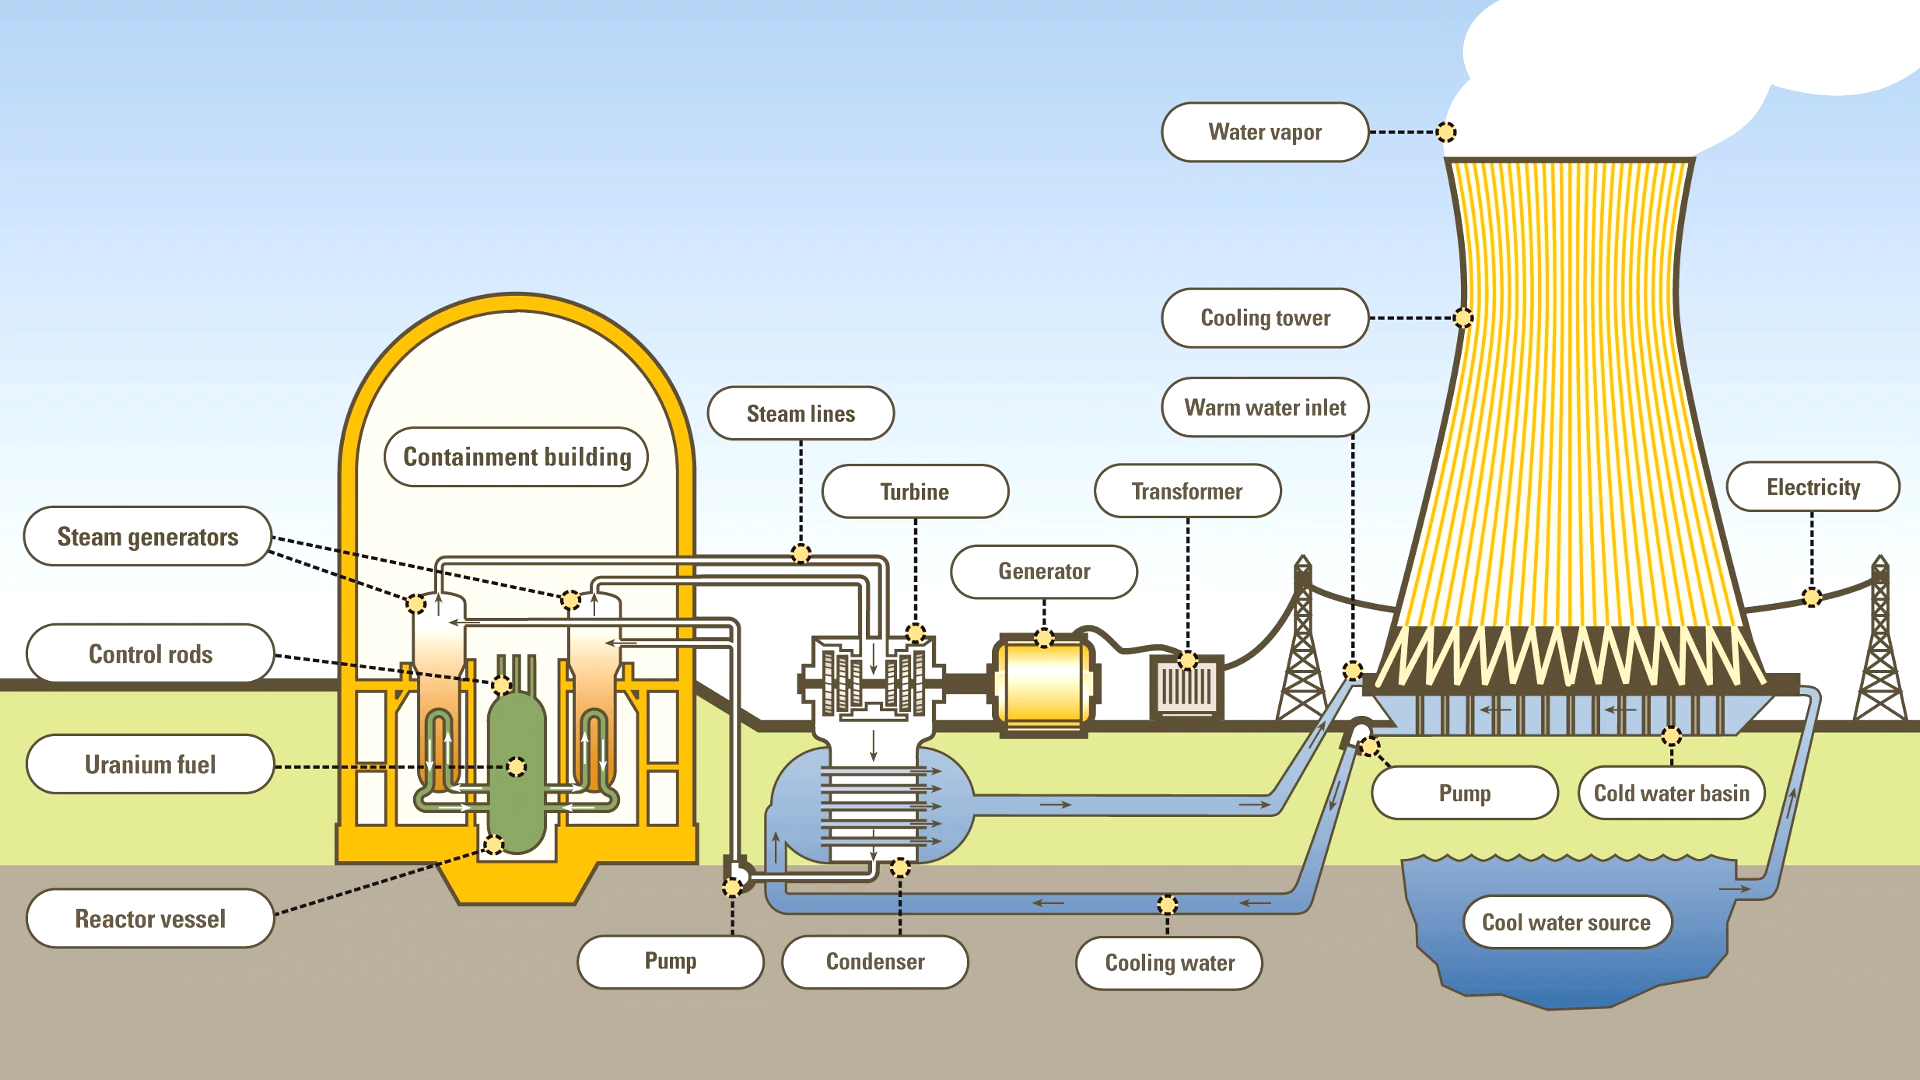 Water vapor
Cooling tower
Warm water inlet
Steam lines
Containment building
Turbine
Transformer
Electricity
Steam generators
Generator
Control rods
Uranium fuel
Pump
Cold water basin
Reactor vessel
Cool water source
Pump
Condenser
Cooling water